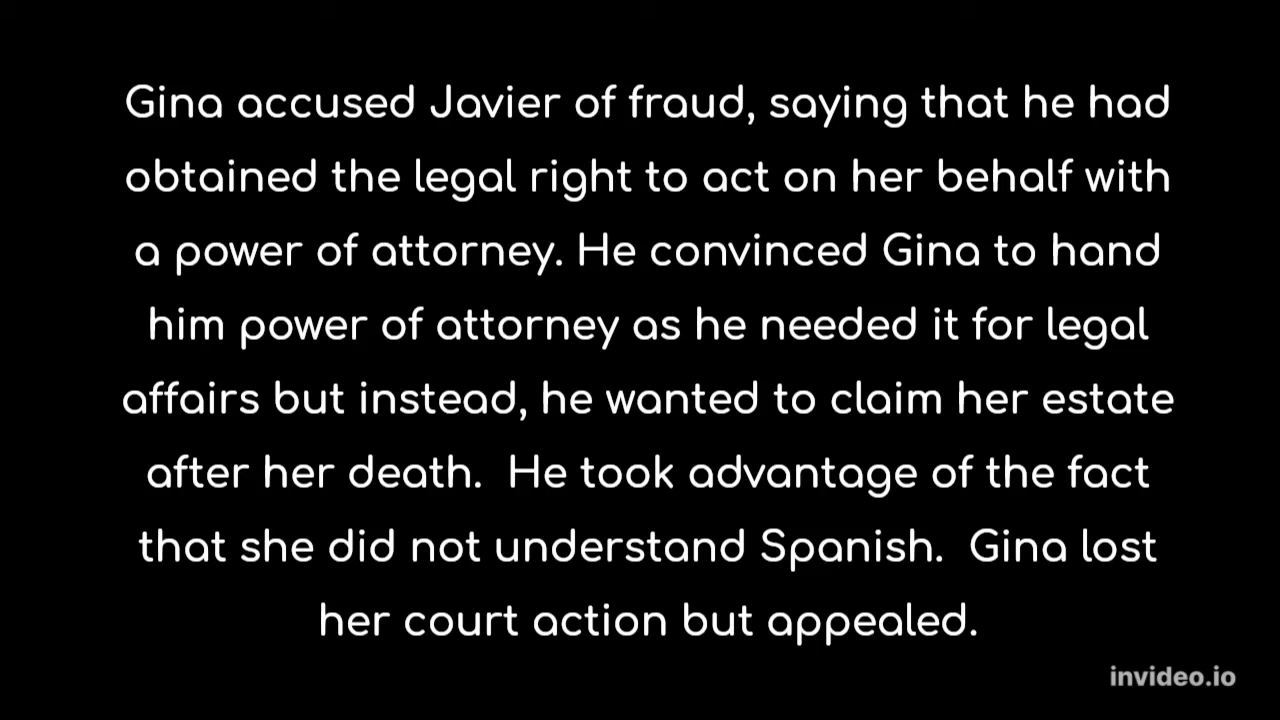 Gina accused Javier of fraud, saying that he had
obtained the legal right to act on her behalf with
a power of attorney. He convinced Gina to hand
him power of attorney as he needed it for legal
affairs but instead, he wanted to claim her estate
after her death.  He took advantage of the fact
that she did not understand Spanish.  Gina lost
her court action but appealed.
invideo.io